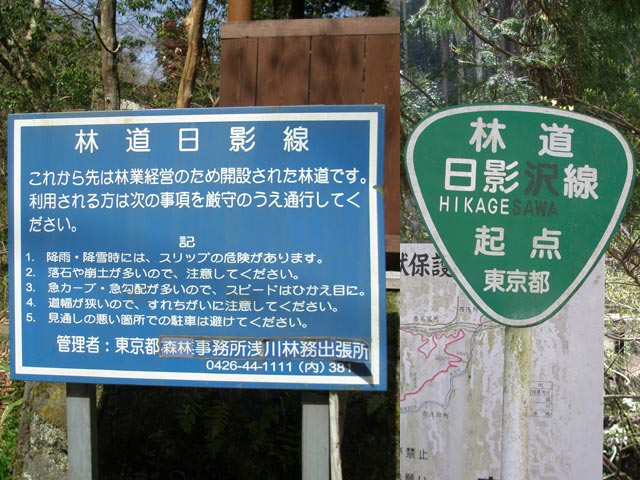 林道日影線
これから先は林業経営のため開設された林道です。
利用される方は次の事項を厳守のうえ通行してく
ださい。
記
1. 降雨・降雪時には、スリップの危険があります。
2. 落石や崩土が多いので、注意してください。
3. 急カーブ・急勾配が多いので、スピードはひかえ目に。
4. 道幅が狭いので、すれちがいに注意してください。
5. 見通しの悪い箇所での駐車は避けてください。
管理者：東京都森林事務所浅川林務出張所
0426-44-1111（内）381
林道
日影沢線
HIKAGESAWA
起点
東京都
状保護
禁止